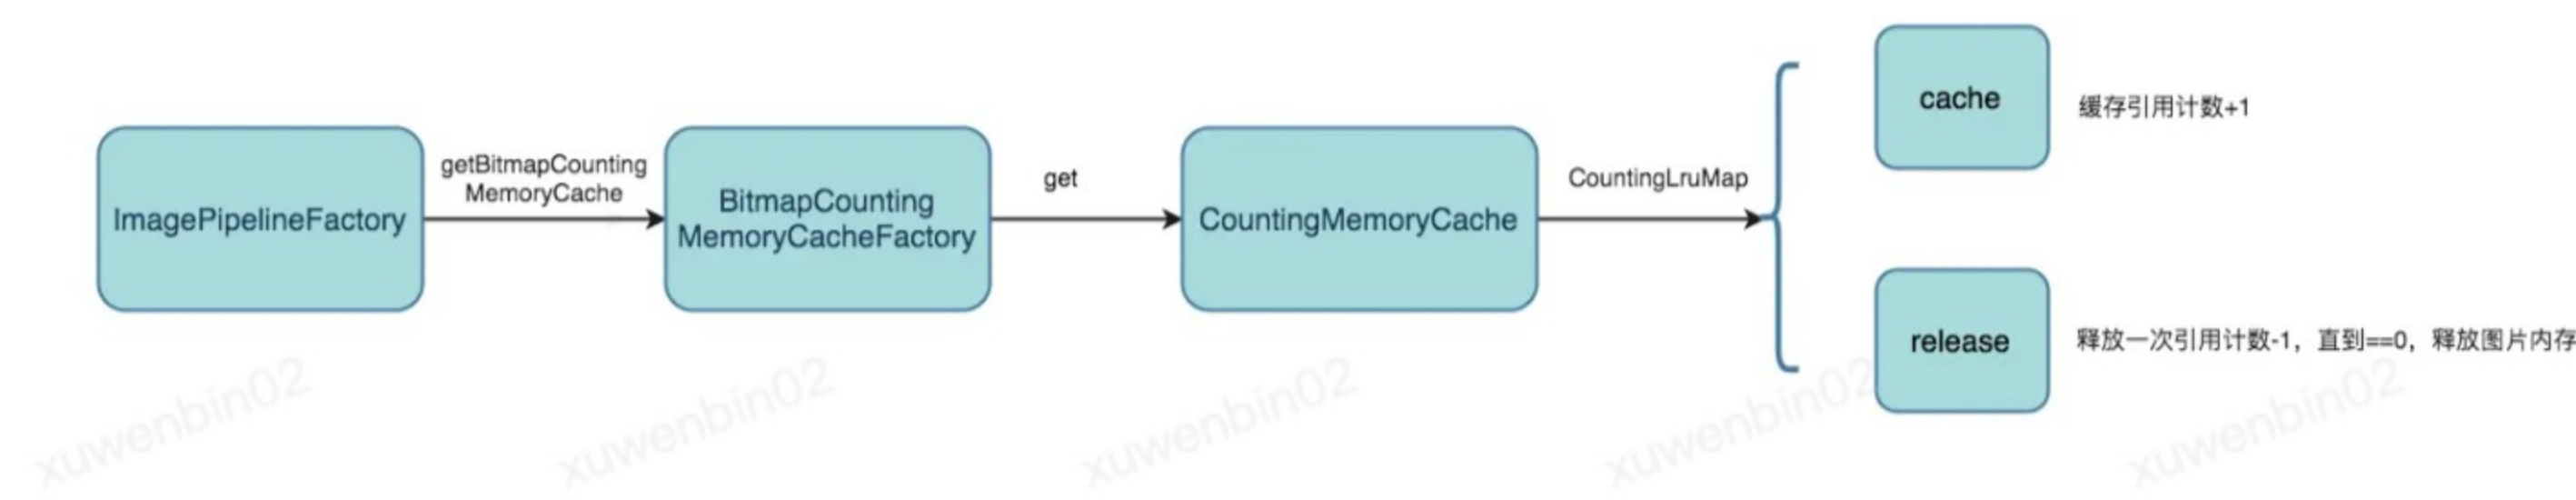 ImagePipelineFactory
getBitmapCounting
MemoryCache
BitmapCounting
MemoryCacheFactory
get
CountingMemoryCache
CountingLruMap
cache
缓存引用计数+1
release
释放一次引用计数-1，直到==0，释放图片内存
xuwenbin02
xuwenbin02
xuwenbin02
xuwenbin02
xuwenbin02